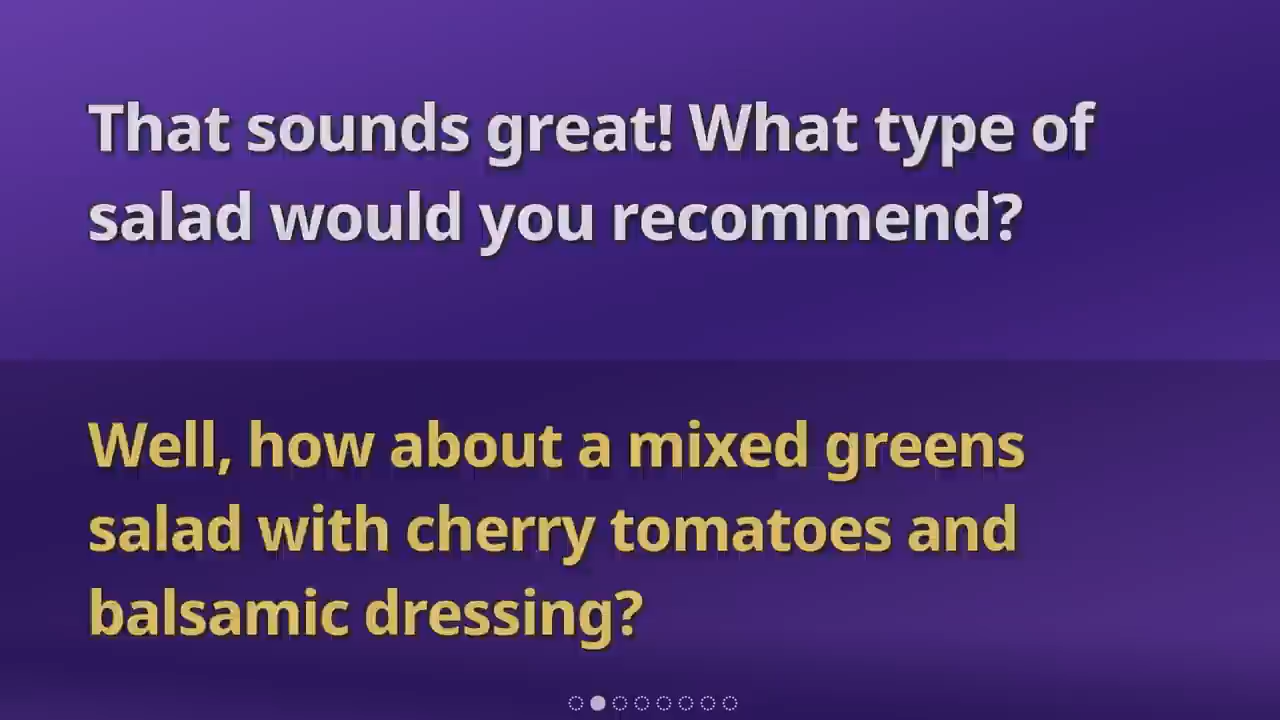 That sounds great! What type of
salad would you recommend?
Well, how about a mixed greens
salad with cherry tomatoes and
balsamic dressing?